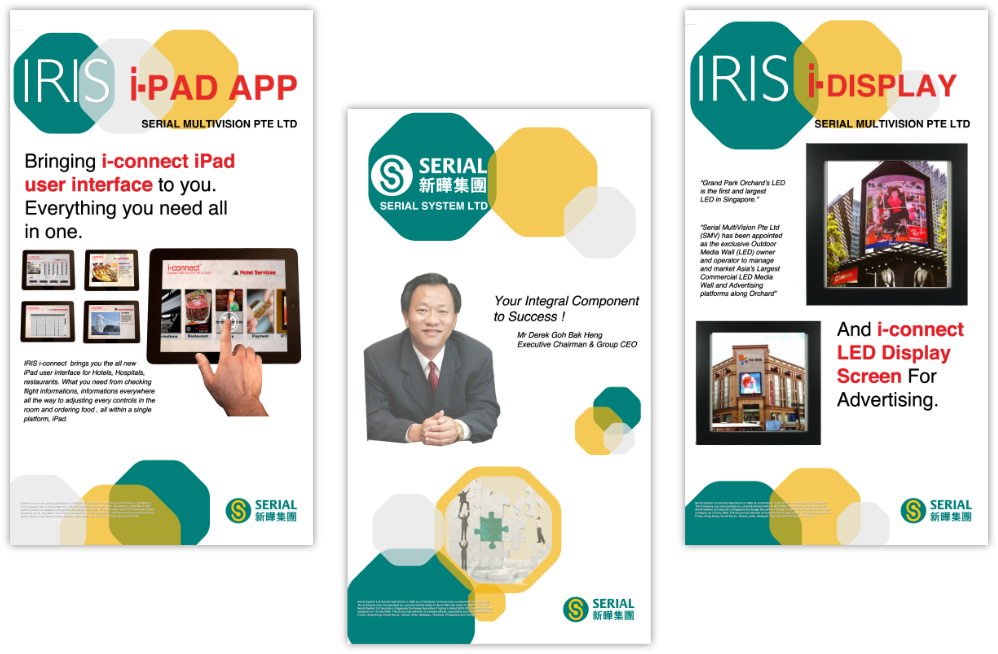 IRIS i-PAD APP
SERIAL MULTIVISION PTE LTD
Bringing i-connect iPad
user interface to you.
Everything you need all
in one.
i-connect
Hotel Services
Restaurant
Payment
IRIS i-connect brings you the all new
iPad user interface for Hotels, Hospitals,
restaurants. What you need from checking
flight informations, informations everywhere
all the way to adjusting every controls in the
room and ordering food , all within a single
platform, iPad.
SERIAL
新曄集團
SERIAL
新曄集團
SERIAL SYSTEM LTD
Your Integral Component
to Success !
Mr Derek Goh Bak Heng
Executive Chairman & Group CEO
SERIAL
新曄集團
IRIS i-DISPLAY
SERIAL MULTIVISION PTE LTD
"Grand Park Orchard's LED
is the first and largest
LED in Singapore."
"Serial MultiVision Pte Ltd
(SMV) has been appointed
as the exclusive Outdoor
Media Wall (LED) owner
and operator to manage
and market Asia's Largest
Commercial LED Media
Wall and Advertising
platforms along Orchard"
And i-connect
LED Display
Screen For
Advertising.
SERIAL
新曄集團